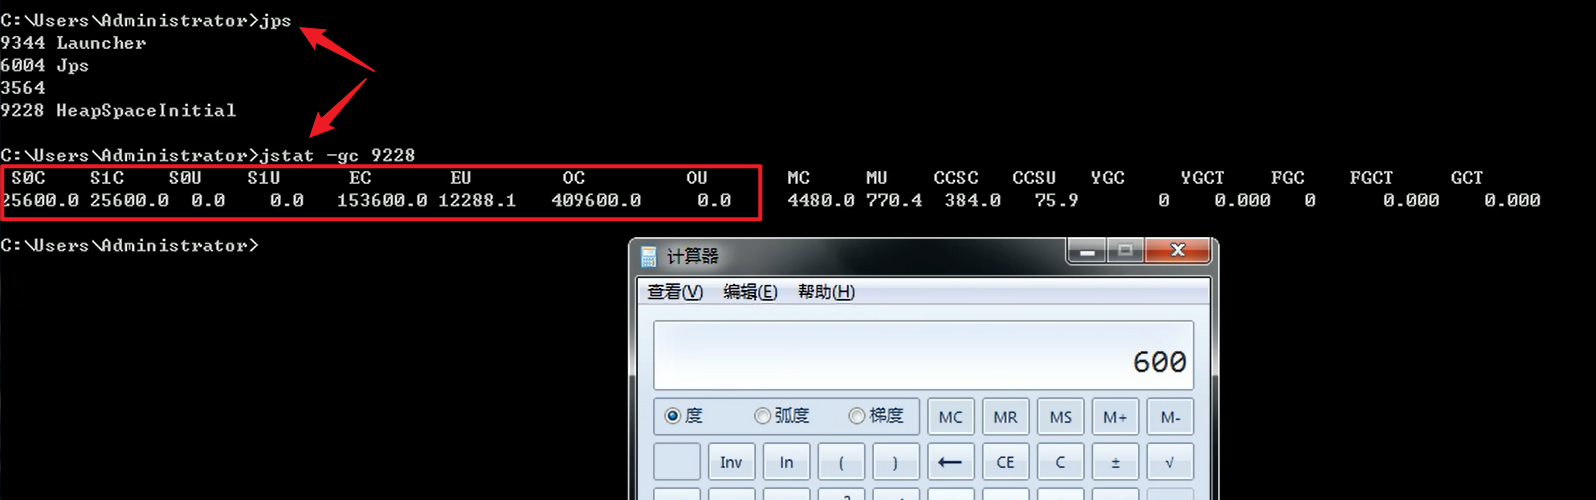 C:\Users\Administrator>jps
9344 Launcher
6004 Jps
3564
9228 HeapSpaceInitial
C:\Users\Administrator>jstat -gc 9228
S0C S1C S0U S1U EC EU OC OU MC MU CCSC CCSU YGC YGCT FGC FGCT GCT
25600.0 25600.0 0.0 0.0 153600.0 12288.1 409600.0 0.0 4480.0 770.4 384.0 75.9 0 0.000 0 0.000 0.000
C:\Users\Administrator>
计算器
查看(V) 编辑(E) 帮助(H)
600
度 弧度 梯度 MC MR MS M+ M-
Inv In ( ) ← CE C ± √